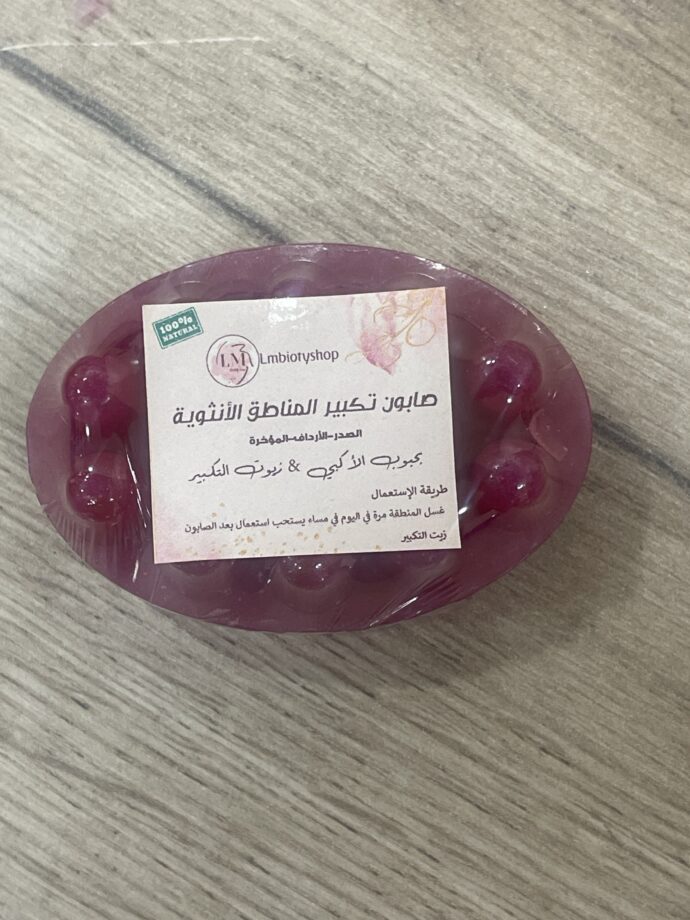 100%
NATURAL
LM
Lmbiotyshop
صابون تكبير المناطق الأنثوية
الصدر-الأرداف-المؤخرة
بحبوب الأكبي & زيوت التكبير
طريقة الإستعمال
غسل المنطقة مرة في اليوم في مساء يستحب استعمال بعد الصابون
زيت التكبير